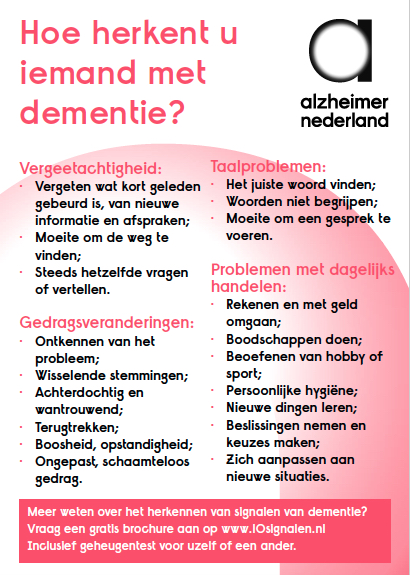 Hoe herkent u
iemand met
dementie?
alzheimer
nederland
Vergeetachtigheid:
· Vergeten wat kort geleden
gebeurd is, van nieuwe
informatie en afspraken;
· Moeite om de weg te
vinden;
· Steeds hetzelfde vragen
of vertellen.
Gedragsveranderingen:
· Ontkennen van het
probleem;
· Wisselende stemmingen;
· Achterdochtig en
wantrouwend;
· Terugtrekken;
· Boosheid, opstandigheid;
· Ongepast, schaamteloos
gedrag.
Taalproblemen:
· Het juiste woord vinden;
· Woorden niet begrijpen;
· Moeite om een gesprek te
voeren.
Problemen met dagelijks
handelen:
· Rekenen en met geld
omgaan;
· Boodschappen doen;
· Beoefenen van hobby of
sport;
· Persoonlijke hygiëne;
· Nieuwe dingen leren;
· Beslissingen nemen en
keuzes maken;
· Zich aanpassen aan
nieuwe situaties.
Meer weten over het herkennen van signalen van dementie?
Vraag een gratis brochure aan op www.10signalen.nl
Inclusief geheugentest voor uzelf of een ander.